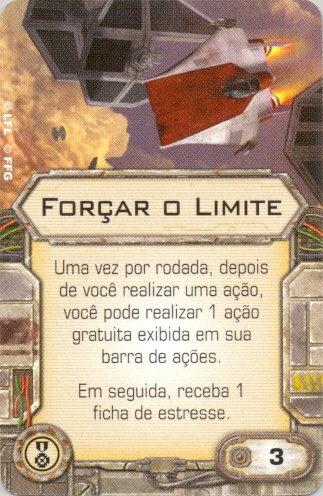 © LFL © FFG
FORÇAR O LIMITE
Uma vez por rodada, depois
de você realizar uma ação,
você pode realizar 1 ação
gratuita exibida em sua
barra de ações.
Em seguida, receba 1
ficha de estresse.
3